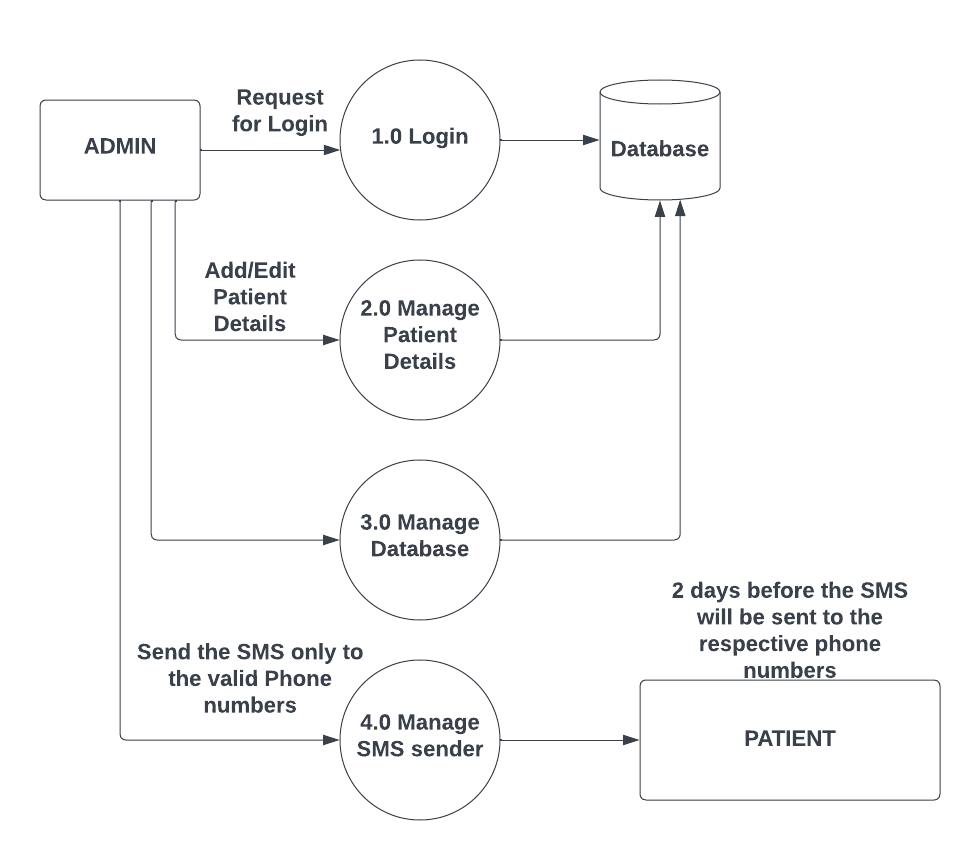 Request
for Login
ADMIN
1.0 Login
Database
Add/Edit
Patient
Details
2.0 Manage
Patient
Details
3.0 Manage
Database
2 days before the SMS
will be sent to the
respective phone
numbers
Send the SMS only to
the valid Phone
numbers
4.0 Manage
SMS sender
PATIENT